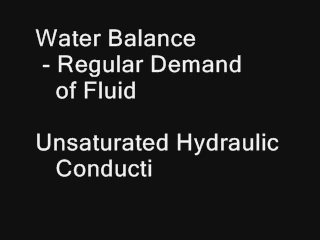 Water Balance
- Regular Demand
of Fluid
Unsaturated Hydraulic
Conducti